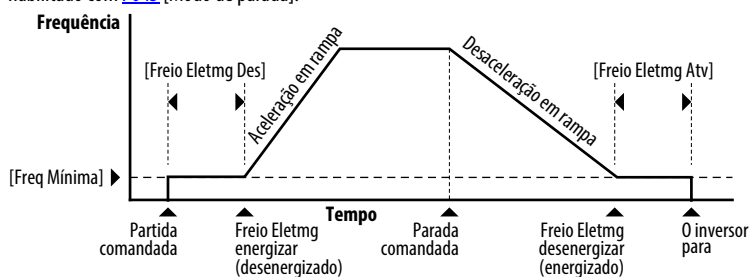 habilitado com P045 [Modo de parada].
Frequência
[Freio Eletmg Des]
Aceleração em rampa
Desaceleração em rampa
[Freio Eletmg Atv]
[Freq Mínima]
Tempo
Partida
comandada
Freio Eletmg
energizar
(desenergizado)
Parada
comandada
Freio Eletmg
desenergizar
(energizado)
O inversor
para